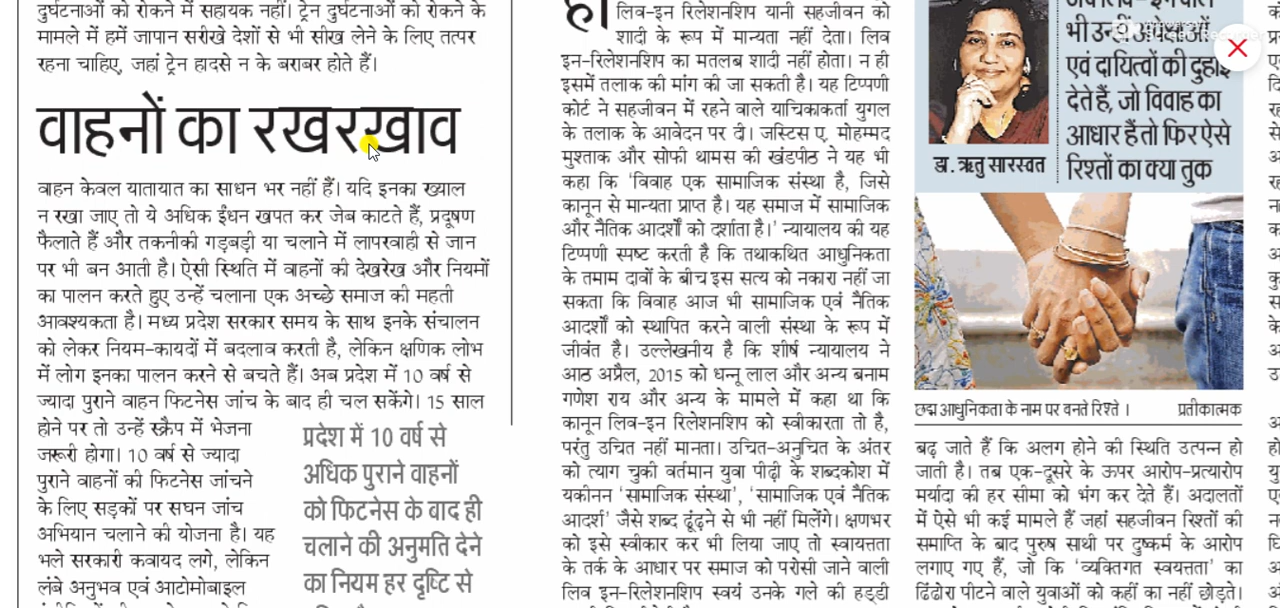 दुर्घटनाओं को रोकने में सहायक नहीं। ट्रेन दुर्घटनाओं को रोकने के
मामले में हमें जापान सरीखे देशों से भी सीख लेने के लिए तत्पर
रहना चाहिए, जहां ट्रेन हादसे न के बराबर होते हैं।
वाहनों का रखरखाव
वाहन केवल यातायात का साधन भर नहीं हैं। यदि इनका ख्याल
न रखा जाए तो ये अधिक ईंधन खपत कर जेब काटते हैं, प्रदूषण
फैलाते हैं और तकनीकी गड़बड़ी या चलाने में लापरवाही से जान
पर भी बन आती है। ऐसी स्थिति में वाहनों की देखरेख और नियमों
का पालन करते हुए उन्हें चलाना एक अच्छे समाज की महती
आवश्यकता है। मध्य प्रदेश सरकार समय के साथ इनके संचालन
को लेकर नियम-कायदों में बदलाव करती है, लेकिन क्षणिक लोभ
में लोग इनका पालन करने से बचते हैं। अब प्रदेश में 10 वर्ष से
ज्यादा पुराने वाहन फिटनेस जांच के बाद ही चल सकेंगे। 15 साल
होने पर तो उन्हें स्क्रैप में भेजना
जरूरी होगा। 10 वर्ष से ज्यादा
पुराने वाहनों की फिटनेस जांचने
के लिए सड़कों पर सघन जांच
अभियान चलाने की योजना है। यह
भले सरकारी कवायद लगे, लेकिन
लंबे अनुभव एवं आटोमोबाइल
प्रदेश में 10 वर्ष से
अधिक पुराने वाहनों
को फिटनेस के बाद ही
चलाने की अनुमति देने
का नियम हर दृष्टि से
लिव-इन रिलेशनशिप यानी सहजीवन को
शादी के रूप में मान्यता नहीं देता। लिव
इन-रिलेशनशिप का मतलब शादी नहीं होता। न ही
इसमें तलाक की मांग की जा सकती है। यह टिप्पणी
कोर्ट ने सहजीवन में रहने वाले याचिकाकर्ता युगल
के तलाक के आवेदन पर दी। जस्टिस ए. मोहम्मद
मुश्ताक और सोफी थामस की खंडपीठ ने यह भी
कहा कि 'विवाह एक सामाजिक संस्था है, जिसे
कानून से मान्यता प्राप्त है। यह समाज में सामाजिक
और नैतिक आदर्शों को दर्शाता है।' न्यायालय की यह
टिप्पणी स्पष्ट करती है कि तथाकथित आधुनिकता
के तमाम दावों के बीच इस सत्य को नकारा नहीं जा
सकता कि विवाह आज भी सामाजिक एवं नैतिक
आदर्शों को स्थापित करने वाली संस्था के रूप में
जीवंत है। उल्लेखनीय है कि शीर्ष न्यायालय ने
आठ अप्रैल, 2015 को धन्नू लाल और अन्य बनाम
गणेश राय और अन्य के मामले में कहा था कि
कानून लिव-इन रिलेशनशिप को स्वीकारता तो है,
परंतु उचित नहीं मानता। उचित-अनुचित के अंतर
को त्याग चुकी वर्तमान युवा पीढ़ी के शब्दकोश में
यकीनन 'सामाजिक संस्था', 'सामाजिक एवं नैतिक
आदर्श' जैसे शब्द ढूंढ़ने से भी नहीं मिलेंगे। क्षणभर
को इसे स्वीकार कर भी लिया जाए तो स्वायत्तता
के तर्क के आधार पर समाज को परोसी जाने वाली
लिव इन-रिलेशनशिप स्वयं उनके गले की हड्डी
डा. ऋतु सारस्वत
भी उन्हीं अपेक्षाओं
एवं दायित्वों की दुहाई
देते हैं, जो विवाह का
आधार हैं तो फिर ऐसे
रिश्तों का क्या तुक
छद्म आधुनिकता के नाम पर बनते रिश्ते । प्रतीकात्मक
बढ़ जाते हैं कि अलग होने की स्थिति उत्पन्न हो
जाती है। तब एक-दूसरे के ऊपर आरोप-प्रत्यारोप
मर्यादा की हर सीमा को भंग कर देते हैं। अदालतों
में ऐसे भी कई मामले हैं जहां सहजीवन रिश्तों की
समाप्ति के बाद पुरुष साथी पर दुष्कर्म के आरोप
लगाए गए हैं, जो कि 'व्यक्तिगत स्वयत्तता' का
ढिंढोरा पीटने वाले युवाओं को कहीं का नहीं छोड़ते।